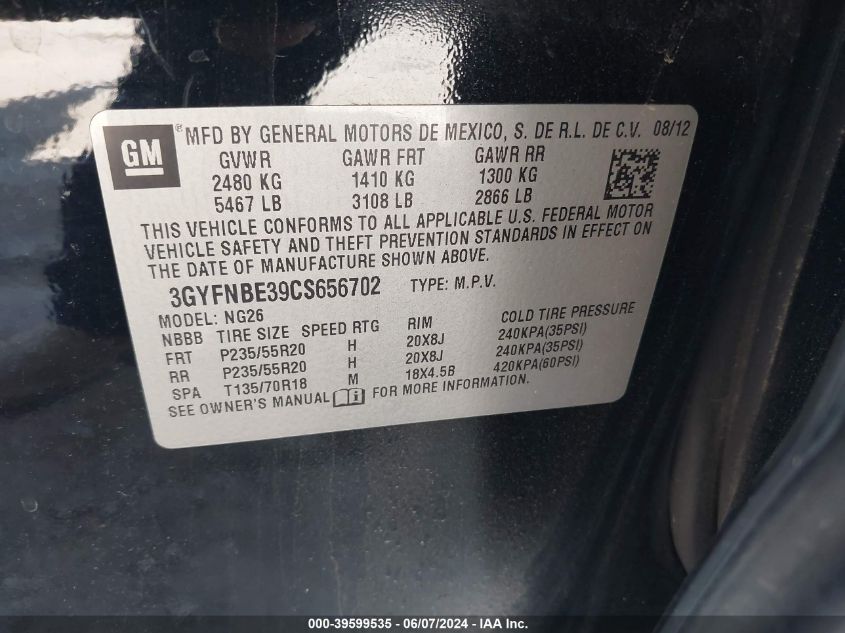 GM ® MFD BY GENERAL MOTORS DE MEXICO, S. DE R.L. DE C.V. 08/12
GVWR GAWR FRT GAWR RR
2480 KG 1410 KG 1300 KG
5467 LB 3108 LB 2866 LB
THIS VEHICLE CONFORMS TO ALL APPLICABLE U.S. FEDERAL MOTOR
VEHICLE SAFETY AND THEFT PREVENTION STANDARDS IN EFFECT ON
THE DATE OF MANUFACTURE SHOWN ABOVE.
3GYFNBE39CS656702 TYPE: M.P.V.
MODEL: NG26
NBBB TIRE SIZE SPEED RTG RIM COLD TIRE PRESSURE
FRT P235/55R20 H 20X8J 240KPA(35PSI)
RR P235/55R20 H 20X8J 240KPA(35PSI)
SPA T135/70R18 M 18X4.5B 420KPA(60PSI)
SEE OWNER'S MANUAL FOR MORE INFORMATION.
000-39599535 - 06/07/2024 - IAAI Inc.